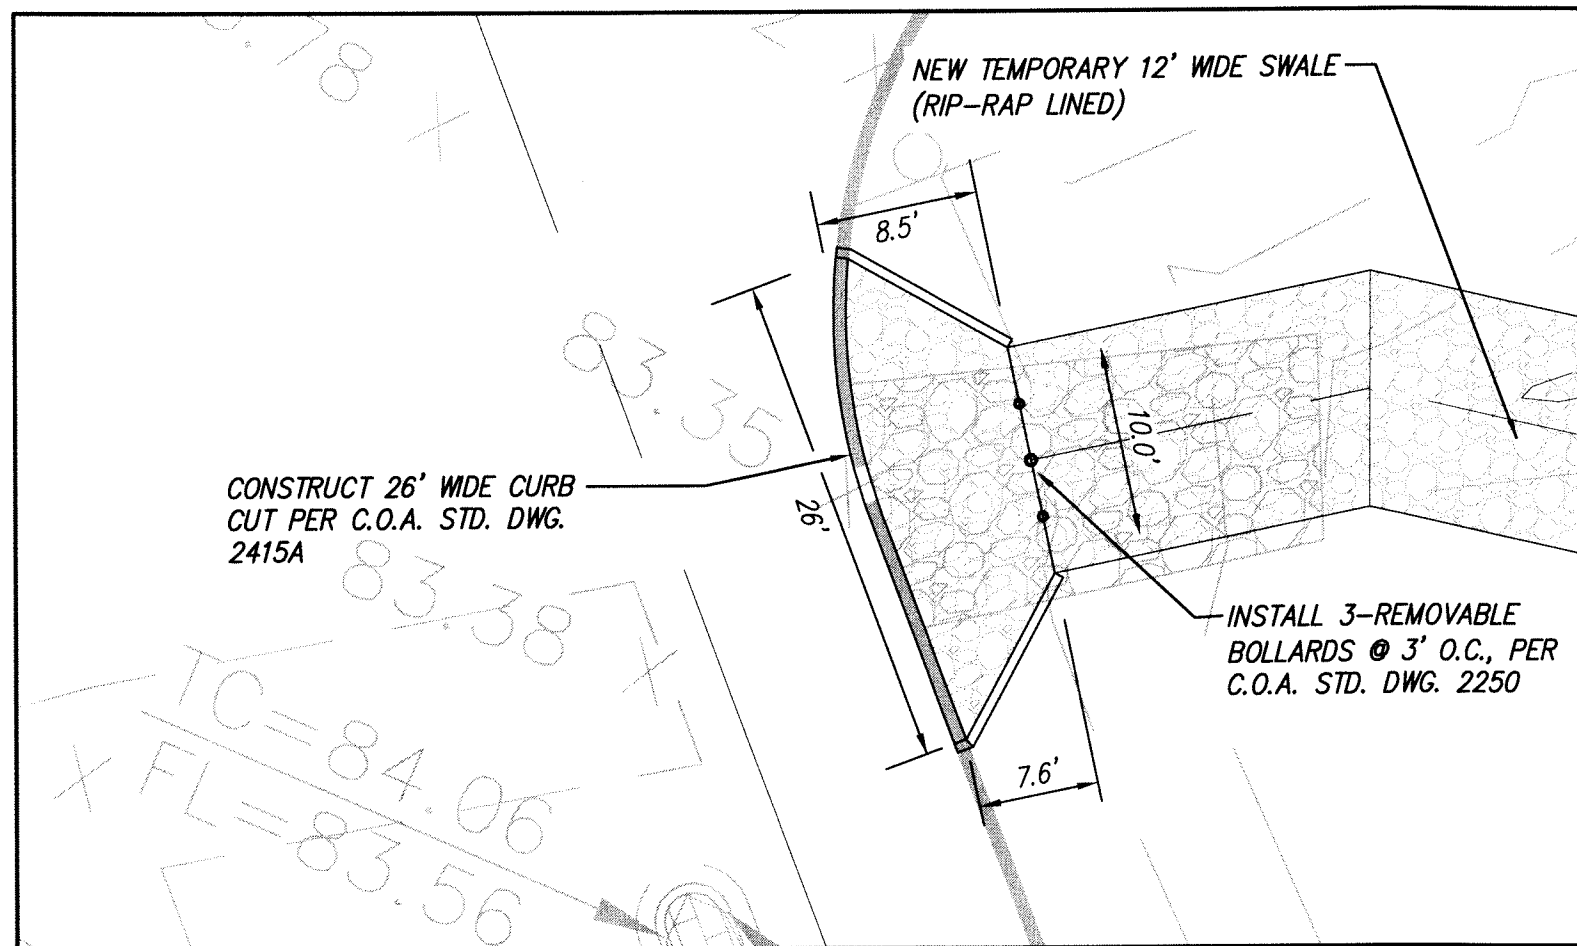 .78
NEW TEMPORARY 12' WIDE SWALE
(RIP-RAP LINED)
8.5'
83.35
10.0'
CONSTRUCT 26' WIDE CURB
CUT PER C.O.A. STD. DWG.
2415A
26'
83.38
INSTALL 3-REMOVABLE
BOLLARDS @ 3' O.C., PER
C.O.A. STD. DWG. 2250
TC=84.06
FL=83.56
7.6'